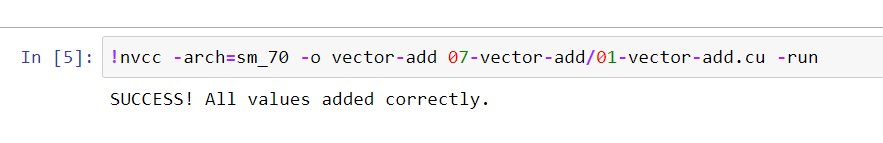 In [5]: !nvcc -arch=sm_70 -o vector-add 07-vector-add/01-vector-add.cu -run
SUCCESS! All values added correctly.